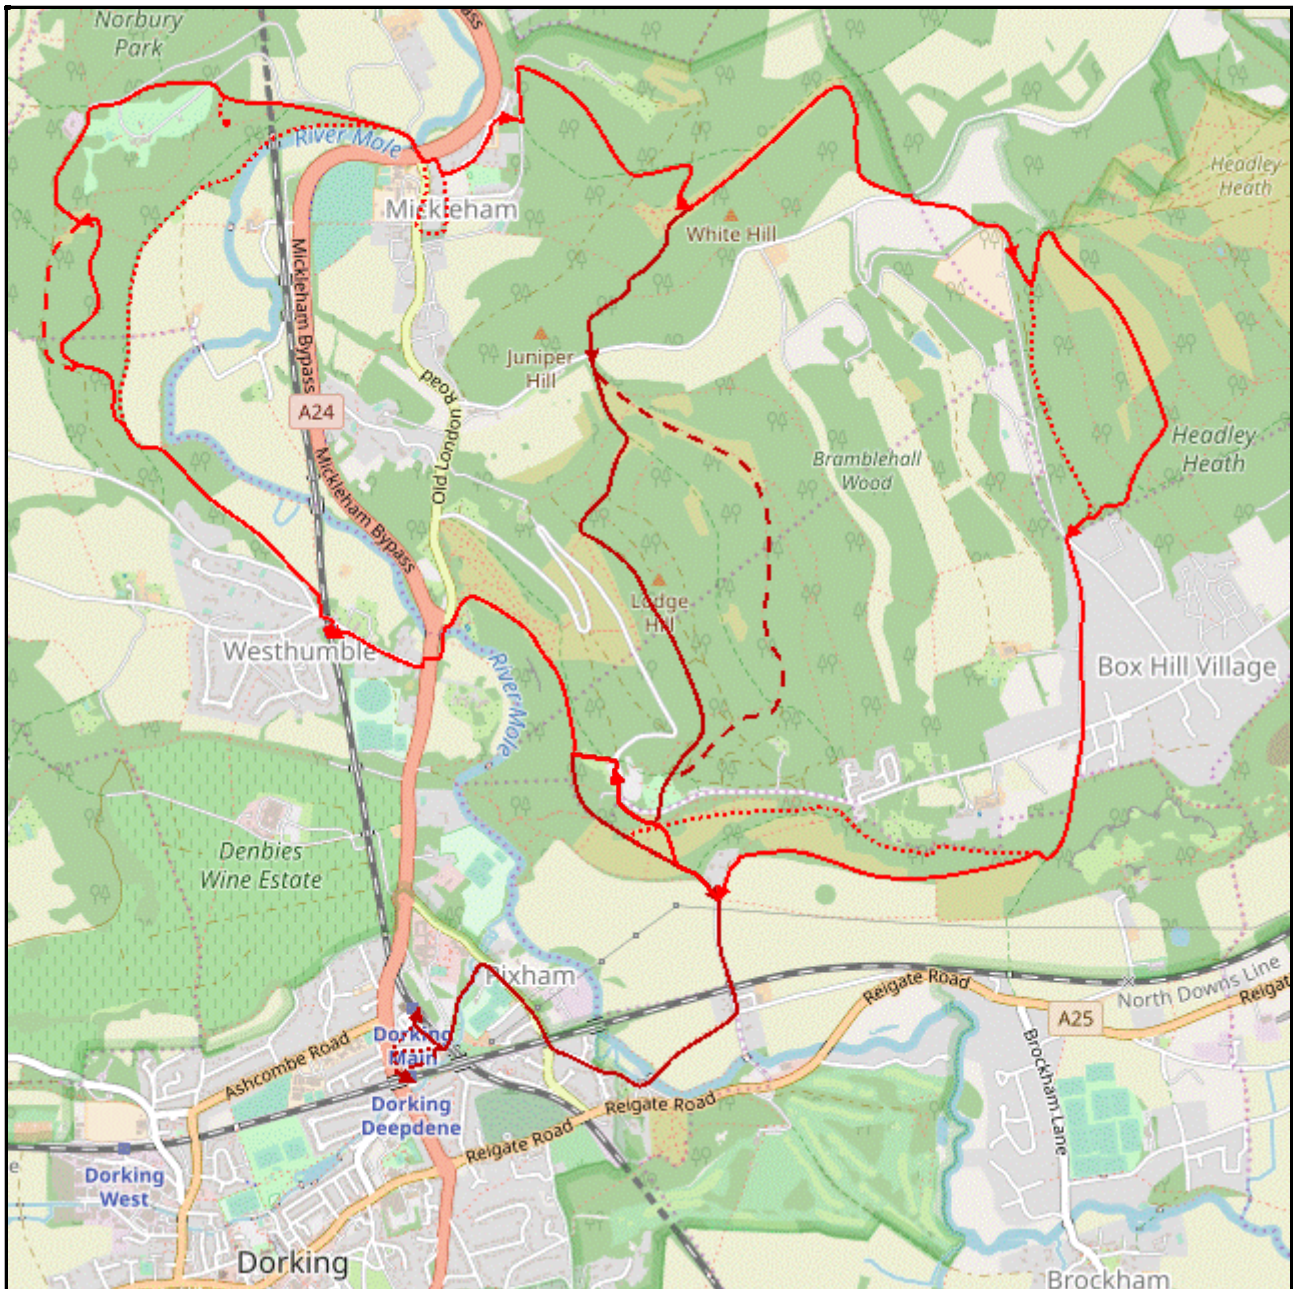 Norbury
Park
ass
River Mole
Headley
Heath
Mickleham
White Hill
Mickleham Bypass
Juniper
Hill
Old London Road
A24
Headley
Heath
Bramblehall
Wood
Mickleham Bypass
Lodge
Hill
Westhumble
Box Hill Village
River Mole
Denbies
Wine Estate
Pixham
Reigate Road
North Downs Line
Reigat
A25
Dorking
Main
Ashcombe Road
Brockham Lane
Dorking
Deepdene
Reigate Road
Reigate Road
e
Dorking
West
Dorking
Brockham